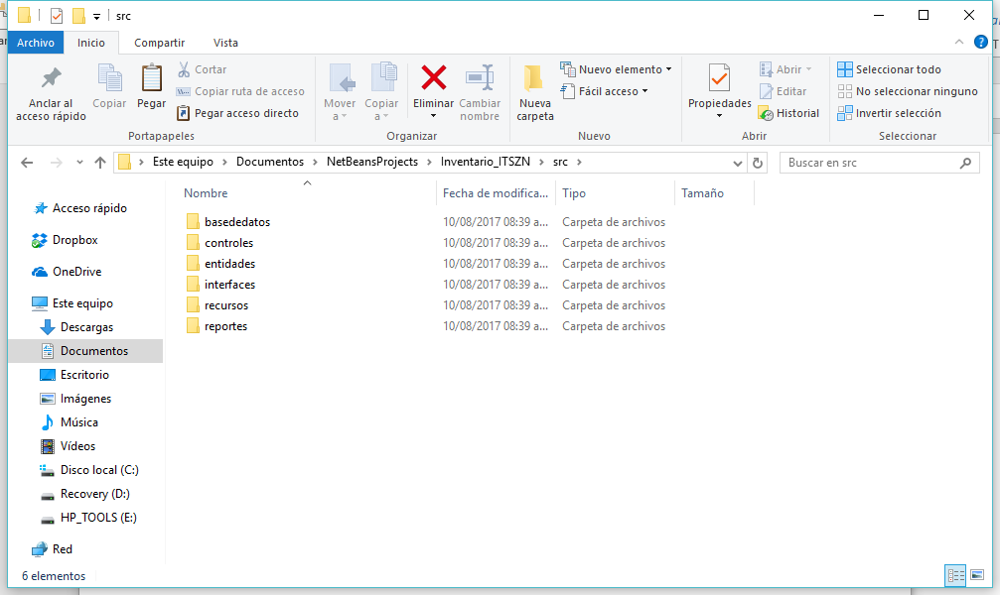 src
Archivo Inicio Compartir Vista
Anclar al acceso rápido
Copiar
Pegar
Cortar
Copiar ruta de acceso
Pegar acceso directo
Portapapeles
Mover a
Copiar a
Eliminar
Cambiar nombre
Organizar
Nueva carpeta
Nuevo elemento
Fácil acceso
Nuevo
Propiedades
Abrir
Editar
Historial
Abrir
Seleccionar todo
No seleccionar ninguno
Invertir selección
Seleccionar
Este equipo > Documentos > NetBeansProjects > Inventario_ITSZN > src >
Buscar en src
Nombre Fecha de modifica... Tipo Tamaño
basededatos 10/08/2017 08:39 a... Carpeta de archivos
controles 10/08/2017 08:39 a... Carpeta de archivos
entidades 10/08/2017 08:39 a... Carpeta de archivos
interfaces 10/08/2017 08:39 a... Carpeta de archivos
recursos 10/08/2017 08:39 a... Carpeta de archivos
reportes 10/08/2017 08:39 a... Carpeta de archivos
Acceso rápido
Dropbox
OneDrive
Este equipo
Descargas
Documentos
Escritorio
Imágenes
Música
Vídeos
Disco local (C:)
Recovery (D:)
HP_TOOLS (E:)
Red
6 elementos